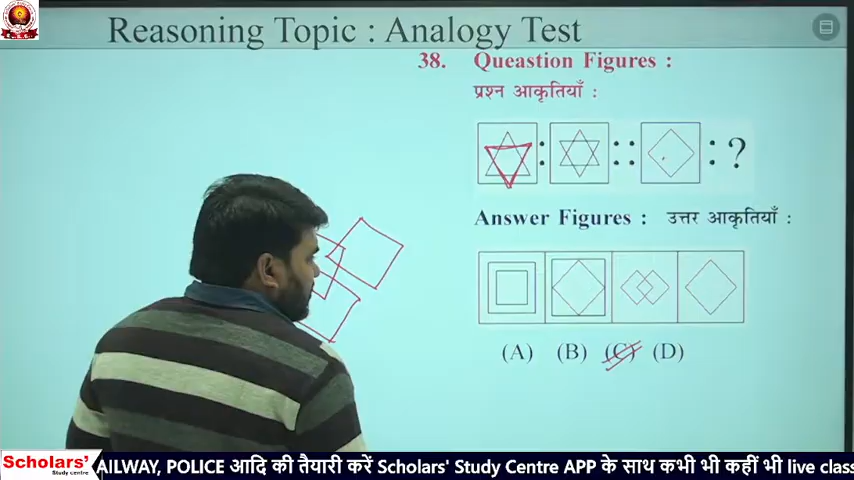 Reasoning Topic : Analogy Test
38. Queastion Figures :
प्रश्न आकृतियाँ :
: :: : ?
Answer Figures : उत्तर आकृतियाँ :
(A) (B) (C) (D)
Scholars'
Study Centre
AILWAY, POLICE आदि की तैयारी करें Scholars' Study Centre APP के साथ कभी भी कहीं भी live class